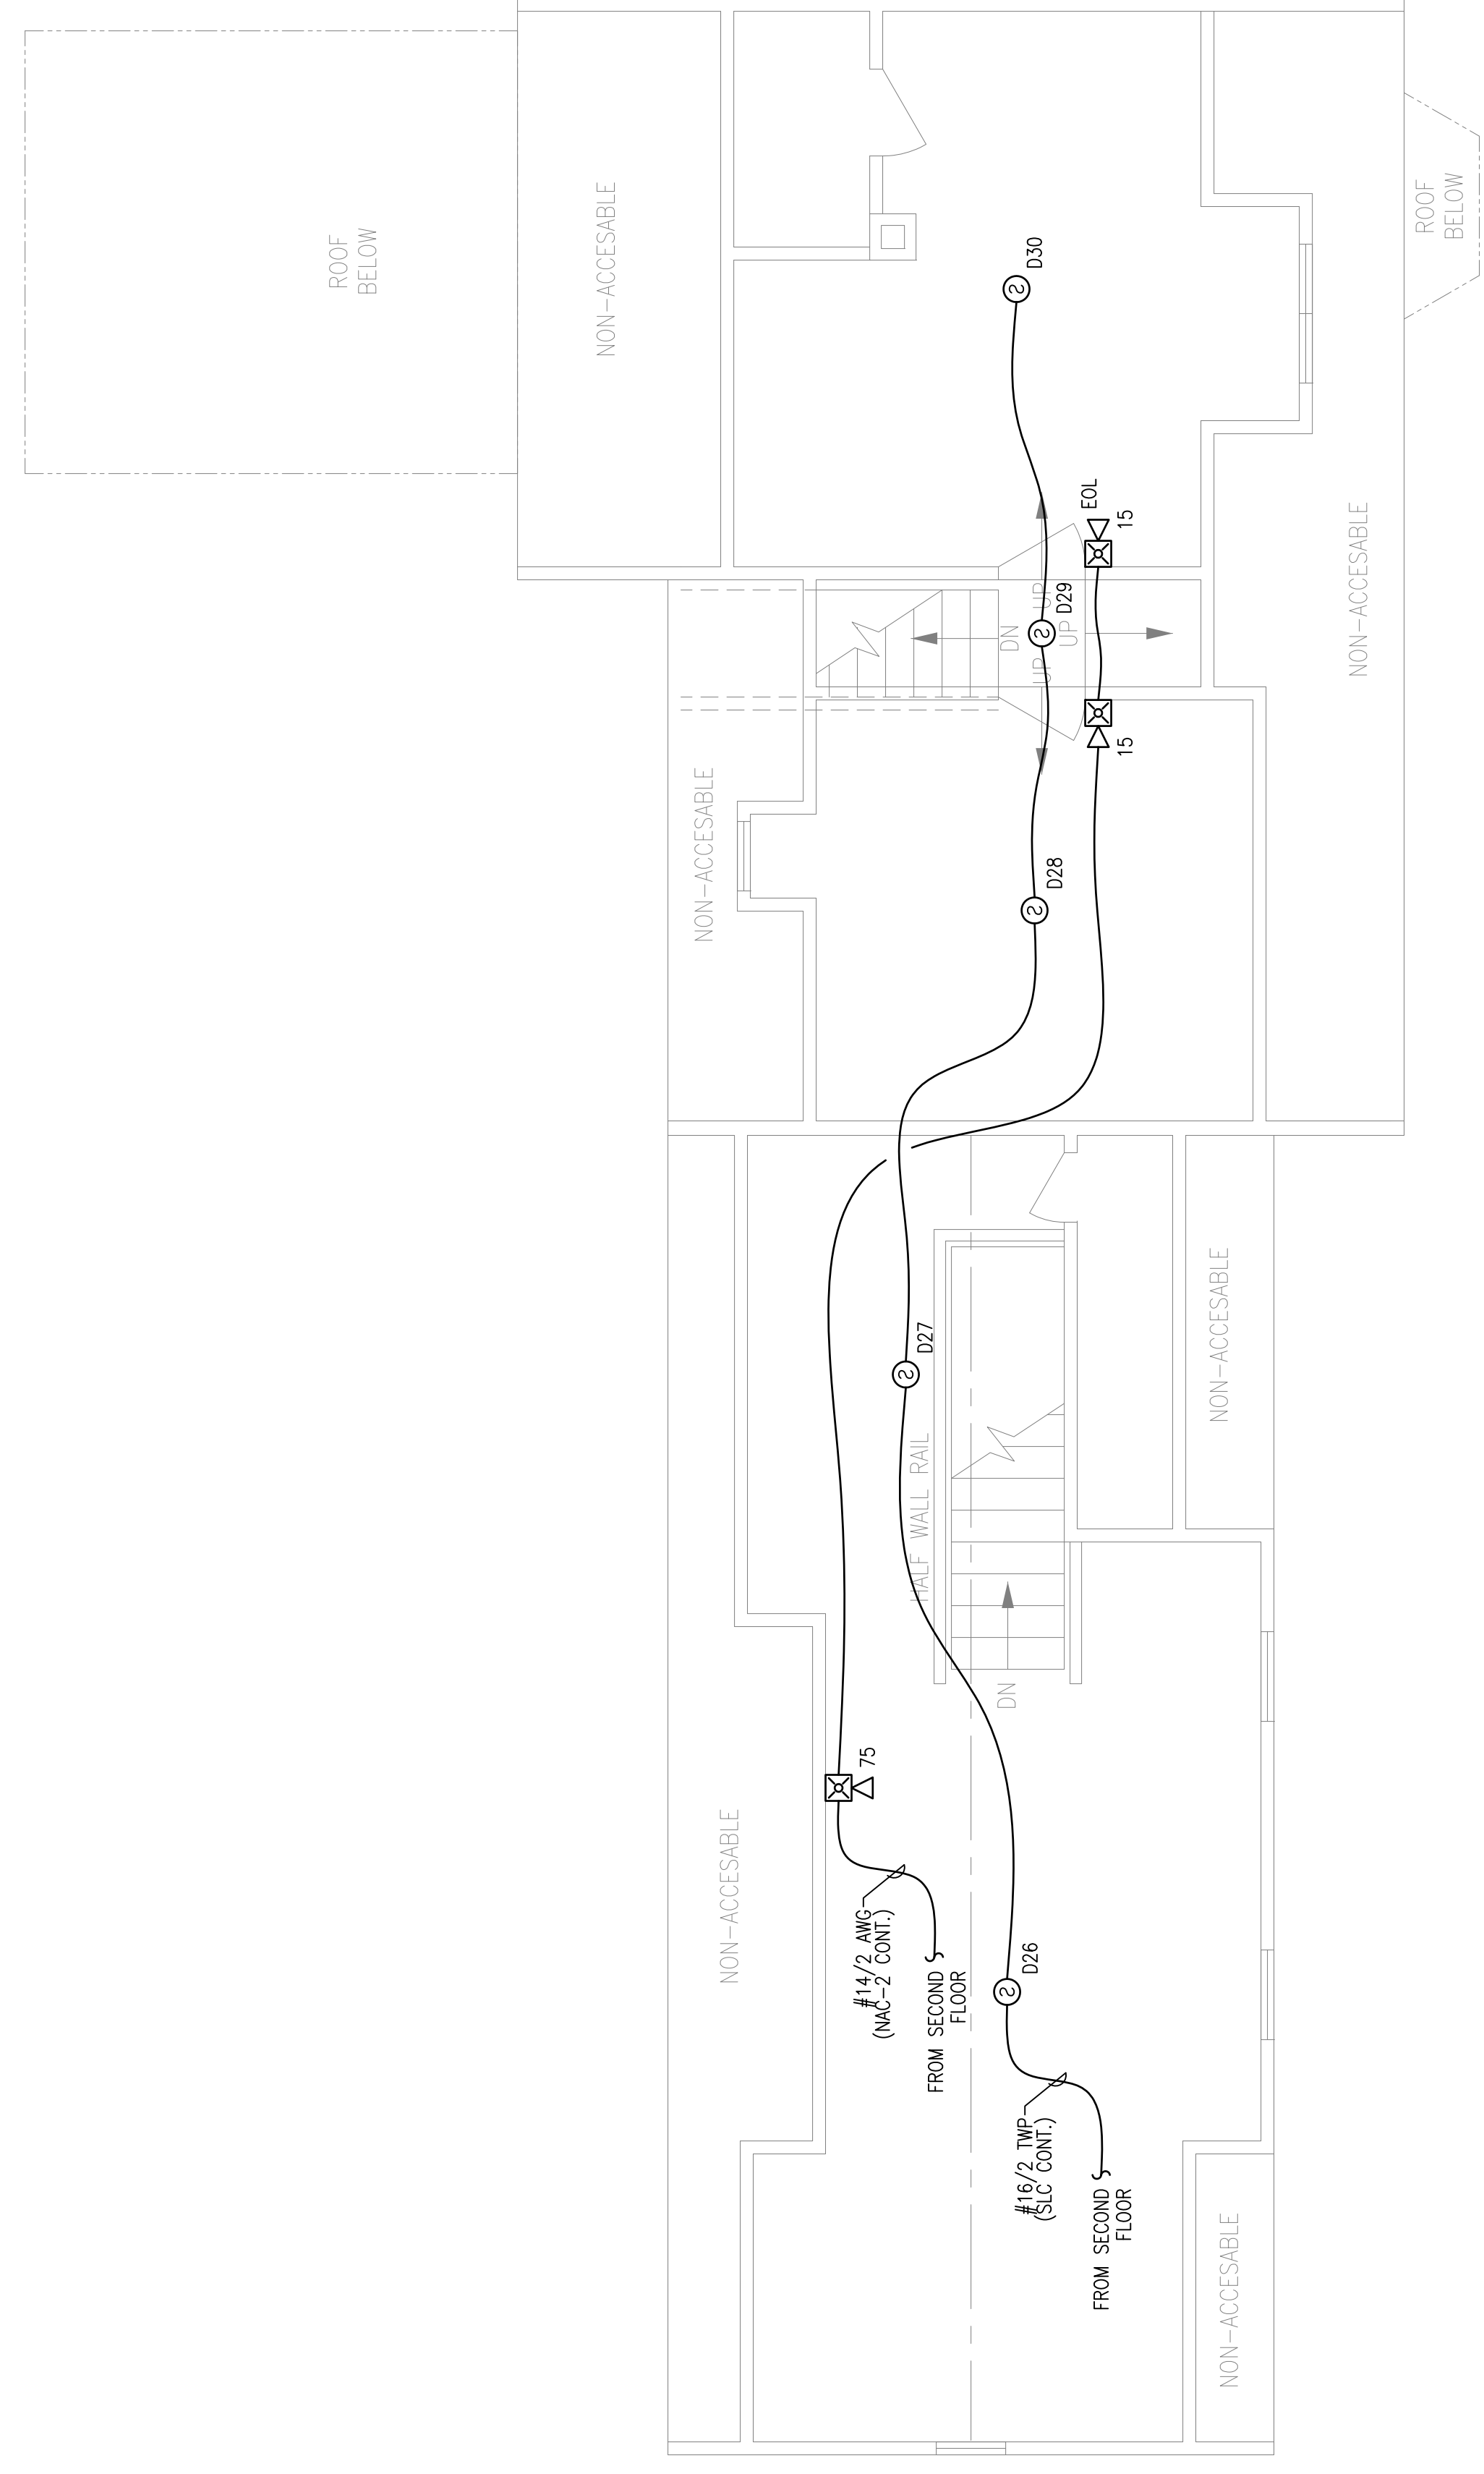 ROOF
BELOW
NON-ACCESABLE
ROOF
BELOW
D30
EOL
15
NON-ACCESABLE
UP
UP
D29
DN
UP
15
NON-ACCESABLE
D28
NON-ACCESABLE
D27
HALF WALL RAIL
DN
75
NON-ACCESABLE
#14/2 AWG
(NAC-2 CONT.)
FROM SECOND
FLOOR
D26
#16/2 TWP
(SLC CONT.)
FROM SECOND
FLOOR
NON-ACCESABLE
S
S
S
S
S